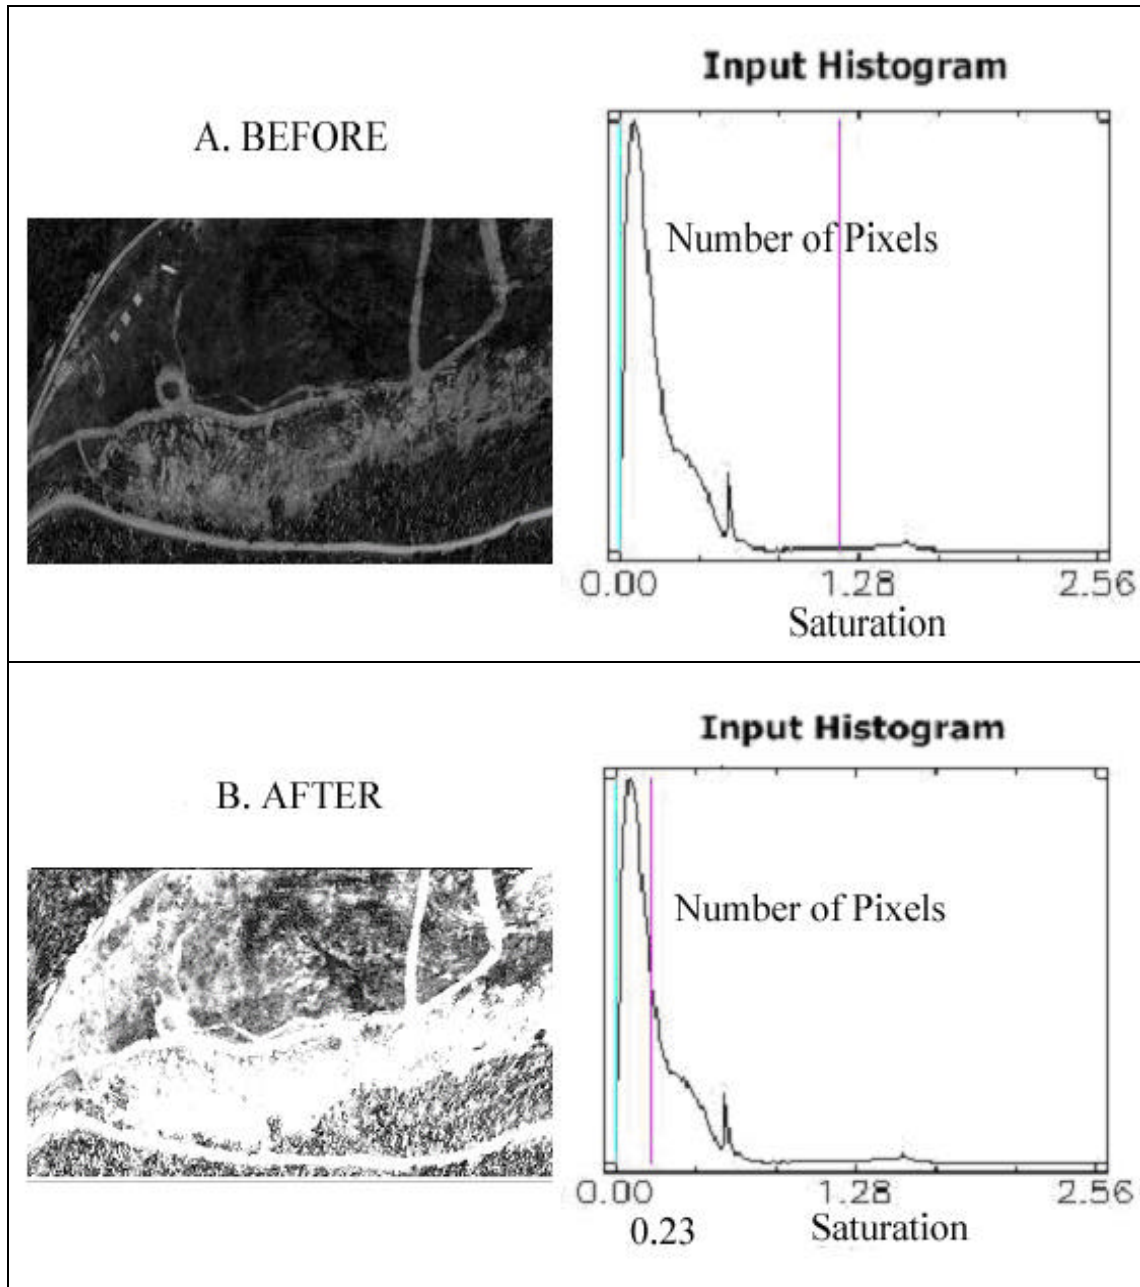 Input Histogram
A. BEFORE
Number of Pixels
0.00 1.28 2.56
Saturation
Input Histogram
B. AFTER
Number of Pixels
0.00 1.28 2.56
0.23 Saturation